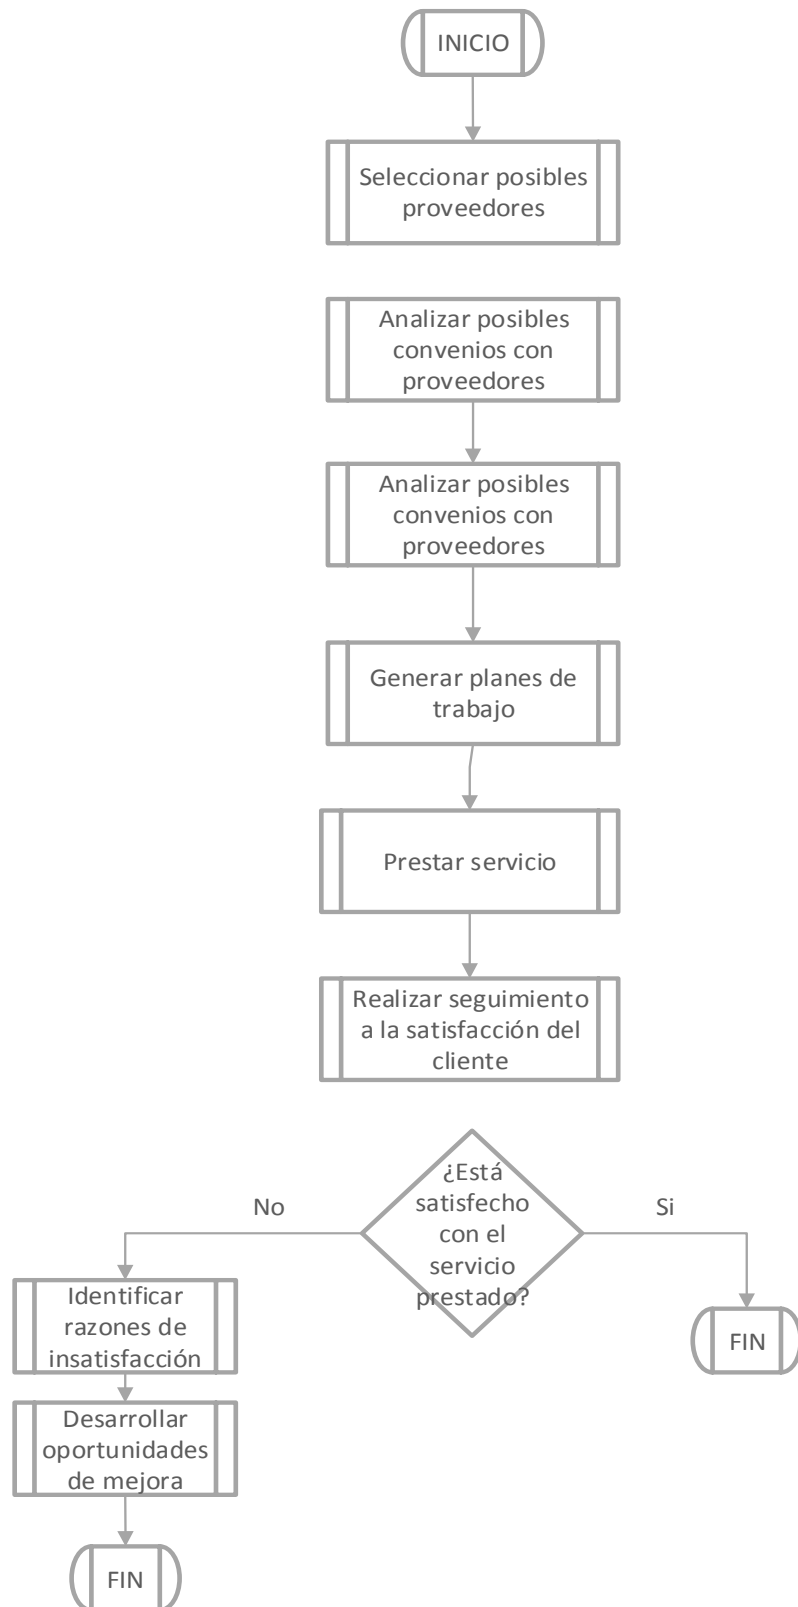 INICIO
Seleccionar posibles
proveedores
Analizar posibles
convenios con
proveedores
Analizar posibles
convenios con
proveedores
Generar planes de
trabajo
Prestar servicio
Realizar seguimiento
a la satisfacción del
cliente
¿Está
satisfecho
con el
servicio
prestado?
No
Si
Identificar
razones de
insatisfacción
FIN
Desarrollar
oportunidades
de mejora
FIN